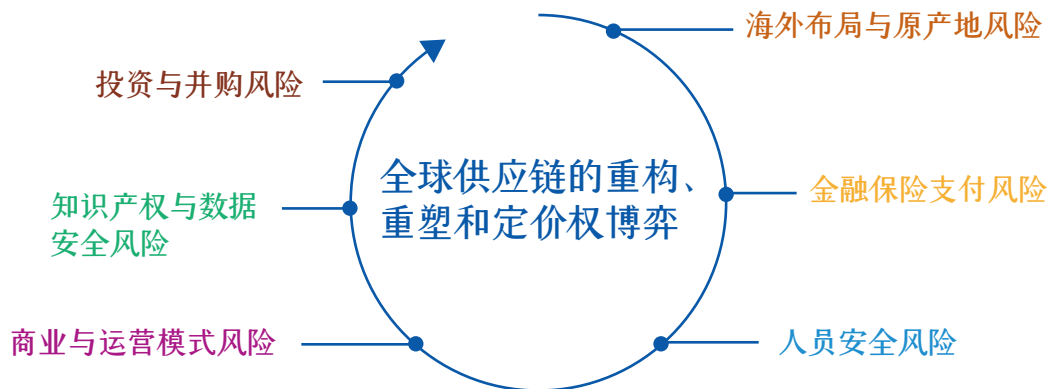 海外布局与原产地风险
投资与并购风险
全球供应链的重构、
重塑和定价权博弈
金融保险支付风险
知识产权与数据
安全风险
商业与运营模式风险
人员安全风险